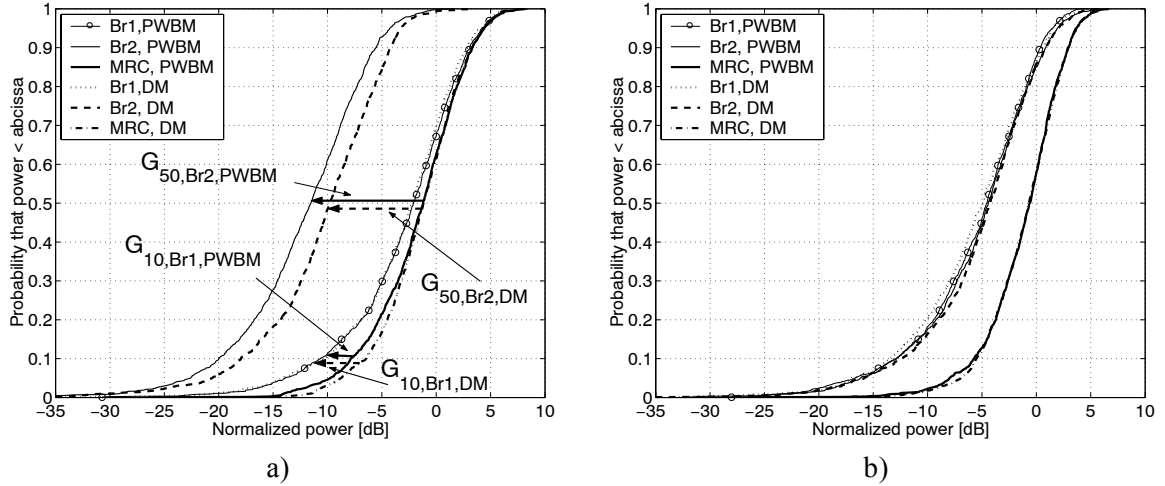 Br1,PWBM
Br2, PWBM
MRC, PWBM
Br1,DM
Br2, DM
MRC, DM
G50,Br2,PWBM
G10,Br1,PWBM
G50,Br2,DM
G10,Br1,DM
1
0.9
0.8
0.7
0.6
0.5
0.4
0.3
0.2
0.1
0
Probability that power < abcissa
−35 −30 −25 −20 −15 −10 −5 0 5 10
Normalized power [dB]
a)
Br1,PWBM
Br2, PWBM
MRC, PWBM
Br1,DM
Br2, DM
MRC, DM
1
0.9
0.8
0.7
0.6
0.5
0.4
0.3
0.2
0.1
0
Probability that power < abcissa
−35 −30 −25 −20 −15 −10 −5 0 5 10
Normalized power [dB]
b)